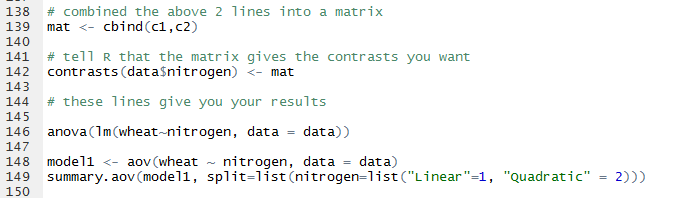 138 # combined the above 2 lines into a matrix
139 mat <- cbind(c1,c2)
140
141 # tell R that the matrix gives the contrasts you want
142 contrasts(data$nitrogen) <- mat
143
144 # these lines give you your results
145
146 anova(lm(wheat~nitrogen, data = data))
147
148 model1 <- aov(wheat ~ nitrogen, data = data)
149 summary.aov(model1, split=list(nitrogen=list("Linear"=1, "Quadratic" = 2)))
150